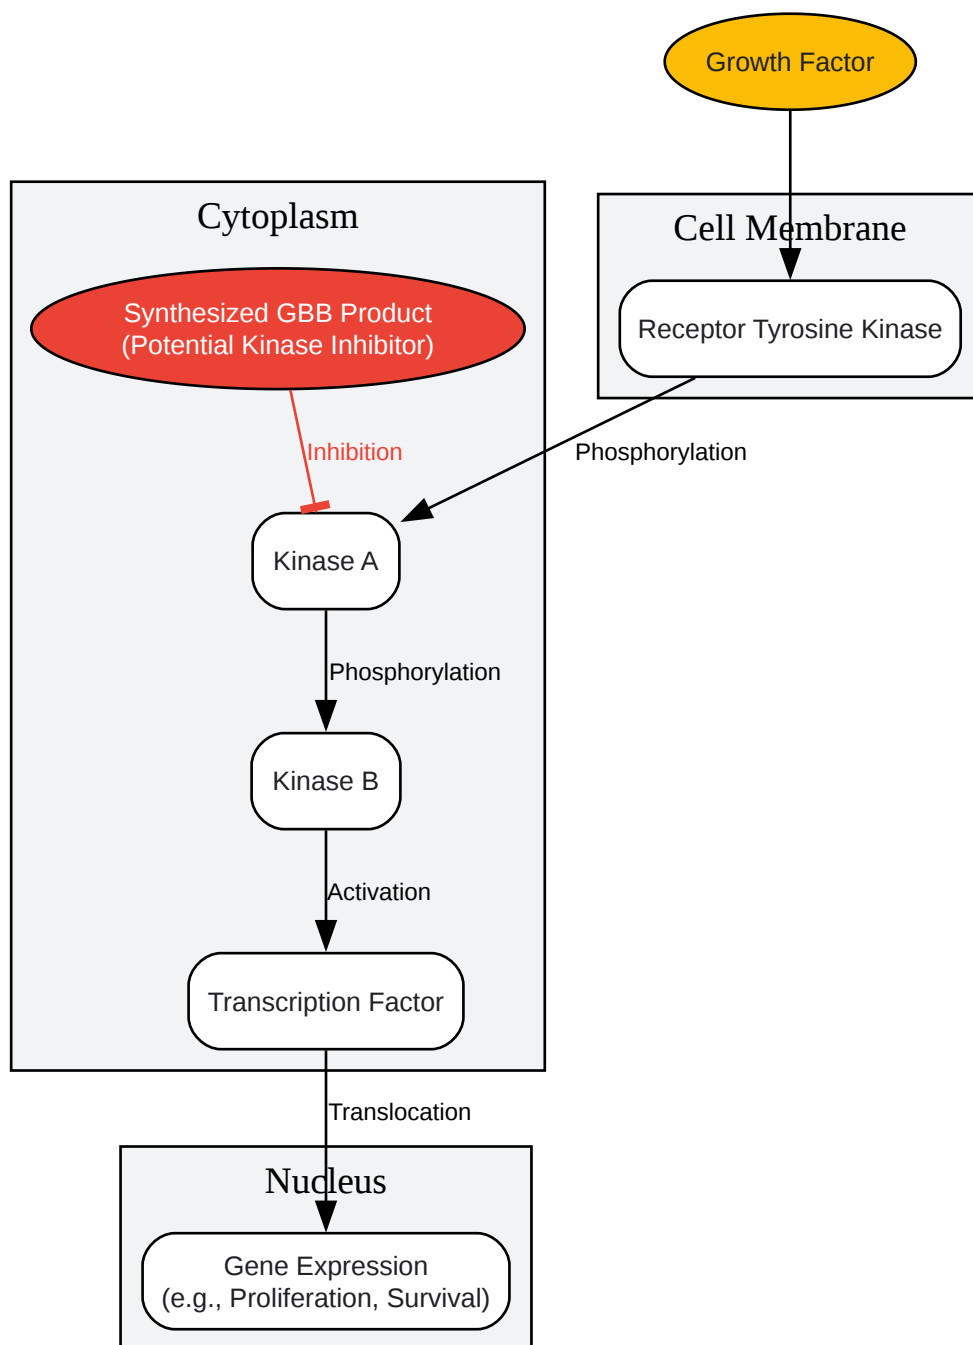 Growth Factor
Cytoplasm
Cell Membrane
Synthesized GBB Product
(Potential Kinase Inhibitor)
Receptor Tyrosine Kinase
Inhibition
Phosphorylation
Kinase A
Phosphorylation
Kinase B
Activation
Transcription Factor
Translocation
Nucleus
Gene Expression
(e.g., Proliferation, Survival)